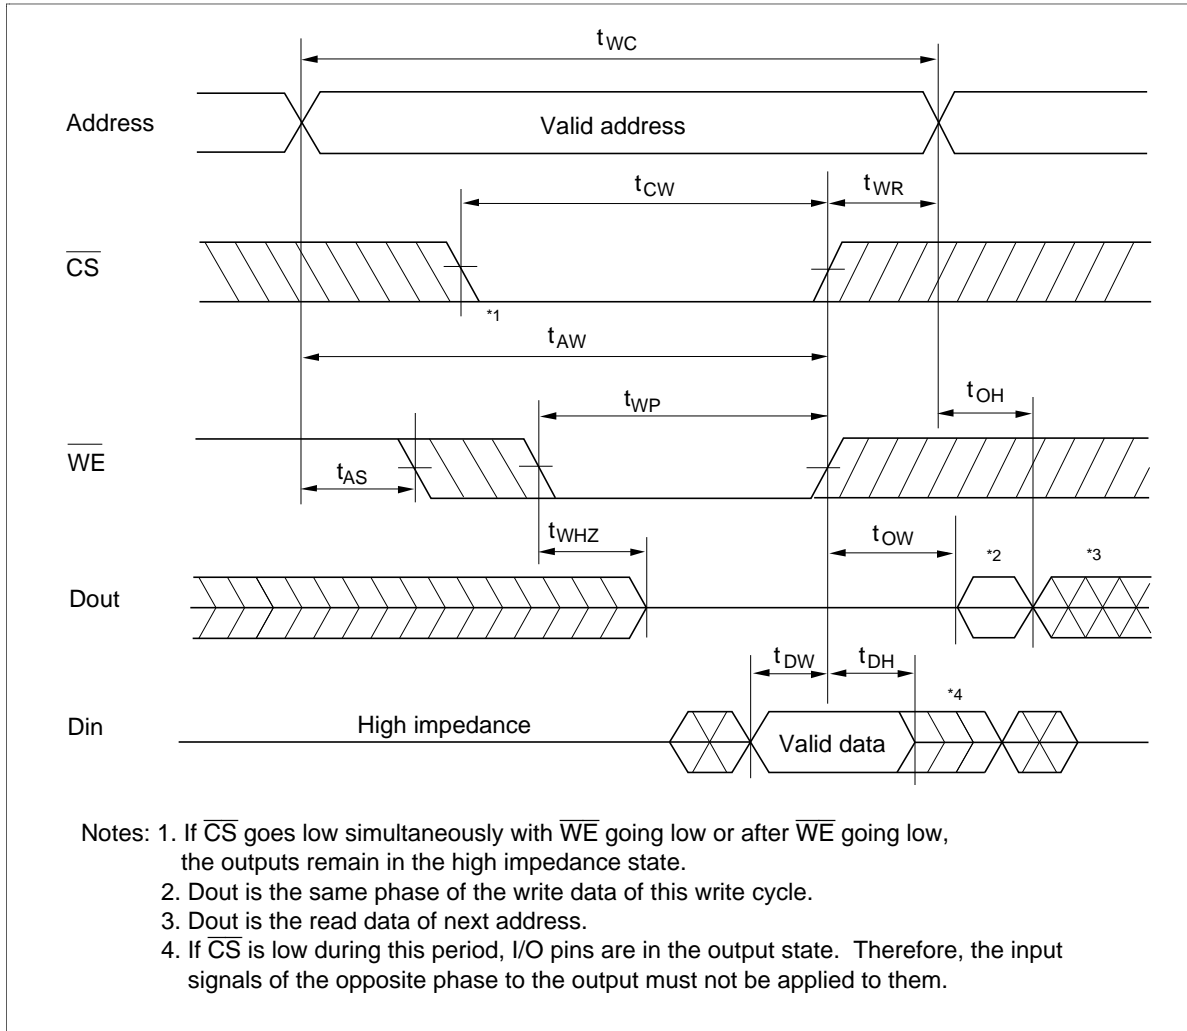 tWC
Address
Valid address
tCW
tWR
CS
*1
tAW
tWP
tOH
WE
tAS
tWHZ
tOW
*2
*3
Dout
tDW
tDH
*4
Din
High impedance
Valid data
Notes: 1. If CS goes low simultaneously with WE going low or after WE going low,
the outputs remain in the high impedance state.
2. Dout is the same phase of the write data of this write cycle.
3. Dout is the read data of next address.
4. If CS is low during this period, I/O pins are in the output state. Therefore, the input
signals of the opposite phase to the output must not be applied to them.